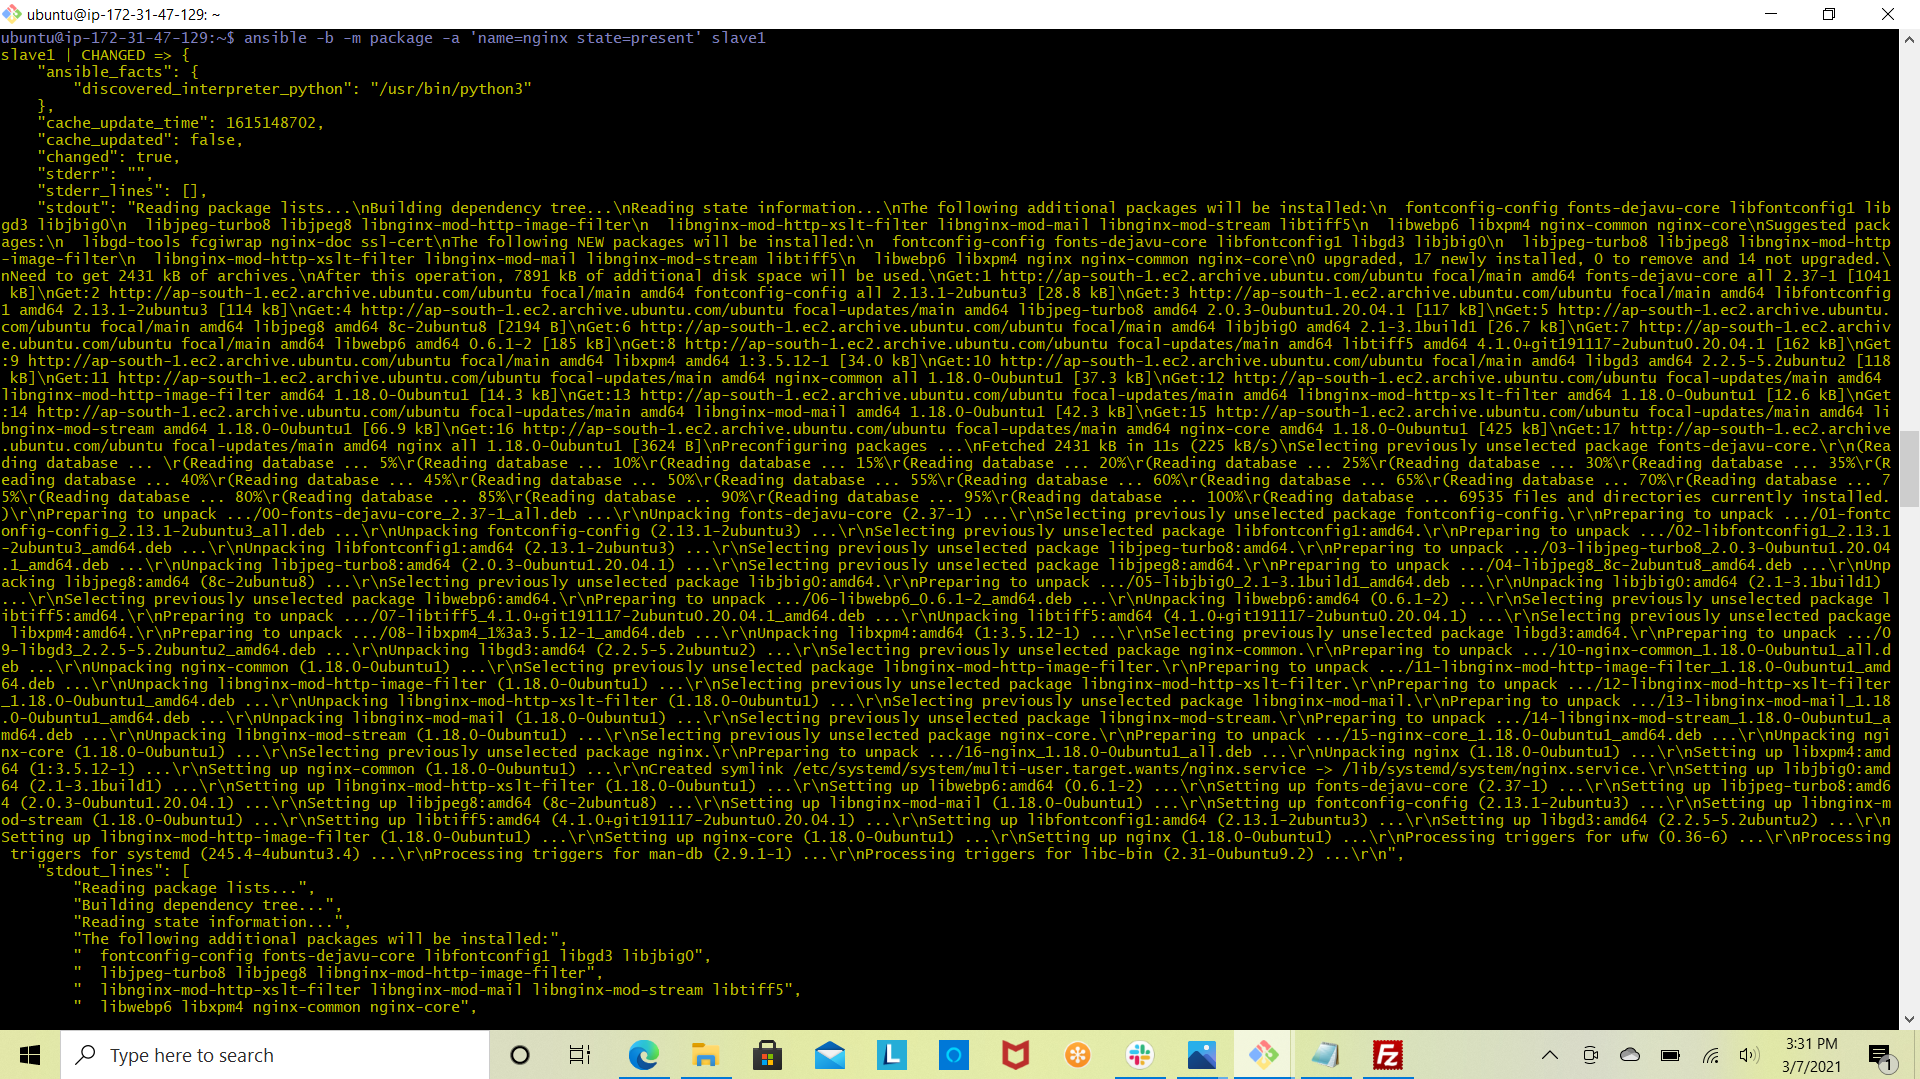 ubuntu@ip-172-31-47-129: ~
ubuntu@ip-172-31-47-129:~$ ansible -b -m package -a 'name=nginx state=present' slave1
slave1 | CHANGED => {
    "ansible_facts": {
        "discovered_interpreter_python": "/usr/bin/python3"
    },
    "cache_update_time": 1615148702,
    "cache_updated": false,
    "changed": true,
    "stderr": "",
    "stderr_lines": [],
    "stdout": "Reading package lists...\nBuilding dependency tree...\nReading state information...\nThe following additional packages will be installed:\n  fontconfig-config fonts-dejavu-core libfontconfig1 lib
gd3 libjbig0\n  libjpeg-turbo8 libjpeg8 libnginx-mod-http-image-filter\n  libnginx-mod-http-xslt-filter libnginx-mod-mail libnginx-mod-stream libtiff5\n  libwebp6 libxpm4 nginx-common nginx-core\nSuggested pack
ages:\n  libgd-tools fcgiwrap nginx-doc ssl-cert\nThe following NEW packages will be installed:\n  fontconfig-config fonts-dejavu-core libfontconfig1 libgd3 libjbig0\n  libjpeg-turbo8 libjpeg8 libnginx-mod-http
-image-filter\n  libnginx-mod-http-xslt-filter libnginx-mod-mail libnginx-mod-stream libtiff5\n  libwebp6 libxpm4 nginx nginx-common nginx-core\n0 upgraded, 17 newly installed, 0 to remove and 14 not upgraded.\
nNeed to get 2431 kB of archives.\nAfter this operation, 7891 kB of additional disk space will be used.\nGet:1 http://ap-south-1.ec2.archive.ubuntu.com/ubuntu focal/main amd64 fonts-dejavu-core all 2.37-1 [1041
 kB]\nGet:2 http://ap-south-1.ec2.archive.ubuntu.com/ubuntu focal/main amd64 fontconfig-config all 2.13.1-2ubuntu3 [28.8 kB]\nGet:3 http://ap-south-1.ec2.archive.ubuntu.com/ubuntu focal/main amd64 libfontconfig
1 amd64 2.13.1-2ubuntu3 [114 kB]\nGet:4 http://ap-south-1.ec2.archive.ubuntu.com/ubuntu focal-updates/main amd64 libjpeg-turbo8 amd64 2.0.3-0ubuntu1.20.04.1 [117 kB]\nGet:5 http://ap-south-1.ec2.archive.ubuntu.
com/ubuntu focal/main amd64 libjpeg8 amd64 8c-2ubuntu8 [2194 B]\nGet:6 http://ap-south-1.ec2.archive.ubuntu.com/ubuntu focal/main amd64 libjbig0 amd64 2.1-3.1build1 [26.7 kB]\nGet:7 http://ap-south-1.ec2.archiv
e.ubuntu.com/ubuntu focal/main amd64 libwebp6 amd64 0.6.1-2 [185 kB]\nGet:8 http://ap-south-1.ec2.archive.ubuntu.com/ubuntu focal-updates/main amd64 libtiff5 amd64 4.1.0+git191117-2ubuntu0.20.04.1 [162 kB]\nGet
:9 http://ap-south-1.ec2.archive.ubuntu.com/ubuntu focal/main amd64 libxpm4 amd64 1:3.5.12-1 [34.0 kB]\nGet:10 http://ap-south-1.ec2.archive.ubuntu.com/ubuntu focal/main amd64 libgd3 amd64 2.2.5-5.2ubuntu2 [118
 kB]\nGet:11 http://ap-south-1.ec2.archive.ubuntu.com/ubuntu focal-updates/main amd64 nginx-common all 1.18.0-0ubuntu1 [37.3 kB]\nGet:12 http://ap-south-1.ec2.archive.ubuntu.com/ubuntu focal-updates/main amd64
libnginx-mod-http-image-filter amd64 1.18.0-0ubuntu1 [14.3 kB]\nGet:13 http://ap-south-1.ec2.archive.ubuntu.com/ubuntu focal-updates/main amd64 libnginx-mod-http-xslt-filter amd64 1.18.0-0ubuntu1 [12.6 kB]\nGet
:14 http://ap-south-1.ec2.archive.ubuntu.com/ubuntu focal-updates/main amd64 libnginx-mod-mail amd64 1.18.0-0ubuntu1 [42.3 kB]\nGet:15 http://ap-south-1.ec2.archive.ubuntu.com/ubuntu focal-updates/main amd64 li
bnginx-mod-stream amd64 1.18.0-0ubuntu1 [66.9 kB]\nGet:16 http://ap-south-1.ec2.archive.ubuntu.com/ubuntu focal-updates/main amd64 nginx-core amd64 1.18.0-0ubuntu1 [425 kB]\nGet:17 http://ap-south-1.ec2.archive
.ubuntu.com/ubuntu focal-updates/main amd64 nginx all 1.18.0-0ubuntu1 [3624 B]\nPreconfiguring packages ...\nFetched 2431 kB in 11s (225 kB/s)\nSelecting previously unselected package fonts-dejavu-core.\r\n(Rea
ding database ... \r(Reading database ... 5%\r(Reading database ... 10%\r(Reading database ... 15%\r(Reading database ... 20%\r(Reading database ... 25%\r(Reading database ... 30%\r(Reading database ... 35%\r(R
eading database ... 40%\r(Reading database ... 45%\r(Reading database ... 50%\r(Reading database ... 55%\r(Reading database ... 60%\r(Reading database ... 65%\r(Reading database ... 70%\r(Reading database ... 7
5%\r(Reading database ... 80%\r(Reading database ... 85%\r(Reading database ... 90%\r(Reading database ... 95%\r(Reading database ... 100%\r(Reading database ... 69535 files and directories currently installed.
)\r\nPreparing to unpack .../00-fonts-dejavu-core_2.37-1_all.deb ...\r\nUnpacking fonts-dejavu-core (2.37-1) ...\r\nSelecting previously unselected package fontconfig-config.\r\nPreparing to unpack .../01-fontc
onfig-config_2.13.1-2ubuntu3_all.deb ...\r\nUnpacking fontconfig-config (2.13.1-2ubuntu3) ...\r\nSelecting previously unselected package libfontconfig1:amd64.\r\nPreparing to unpack .../02-libfontconfig1_2.13.1
-2ubuntu3_amd64.deb ...\r\nUnpacking libfontconfig1:amd64 (2.13.1-2ubuntu3) ...\r\nSelecting previously unselected package libjpeg-turbo8:amd64.\r\nPreparing to unpack .../03-libjpeg-turbo8_2.0.3-0ubuntu1.20.04
.1_amd64.deb ...\r\nUnpacking libjpeg-turbo8:amd64 (2.0.3-0ubuntu1.20.04.1) ...\r\nSelecting previously unselected package libjpeg8:amd64.\r\nPreparing to unpack .../04-libjpeg8_8c-2ubuntu8_amd64.deb ...\r\nUnp
acking libjpeg8:amd64 (8c-2ubuntu8) ...\r\nSelecting previously unselected package libjbig0:amd64.\r\nPreparing to unpack .../05-libjbig0_2.1-3.1build1_amd64.deb ...\r\nUnpacking libjbig0:amd64 (2.1-3.1build1)
...\r\nSelecting previously unselected package libwebp6:amd64.\r\nPreparing to unpack .../06-libwebp6_0.6.1-2_amd64.deb ...\r\nUnpacking libwebp6:amd64 (0.6.1-2) ...\r\nSelecting previously unselected package l
ibtiff5:amd64.\r\nPreparing to unpack .../07-libtiff5_4.1.0+git191117-2ubuntu0.20.04.1_amd64.deb ...\r\nUnpacking libtiff5:amd64 (4.1.0+git191117-2ubuntu0.20.04.1) ...\r\nSelecting previously unselected package
 libxpm4:amd64.\r\nPreparing to unpack .../08-libxpm4_1%3a3.5.12-1_amd64.deb ...\r\nUnpacking libxpm4:amd64 (1:3.5.12-1) ...\r\nSelecting previously unselected package libgd3:amd64.\r\nPreparing to unpack .../0
9-libgd3_2.2.5-5.2ubuntu2_amd64.deb ...\r\nUnpacking libgd3:amd64 (2.2.5-5.2ubuntu2) ...\r\nSelecting previously unselected package nginx-common.\r\nPreparing to unpack .../10-nginx-common_1.18.0-0ubuntu1_all.d
eb ...\r\nUnpacking nginx-common (1.18.0-0ubuntu1) ...\r\nSelecting previously unselected package libnginx-mod-http-image-filter.\r\nPreparing to unpack .../11-libnginx-mod-http-image-filter_1.18.0-0ubuntu1_amd
64.deb ...\r\nUnpacking libnginx-mod-http-image-filter (1.18.0-0ubuntu1) ...\r\nSelecting previously unselected package libnginx-mod-http-xslt-filter.\r\nPreparing to unpack .../12-libnginx-mod-http-xslt-filter
_1.18.0-0ubuntu1_amd64.deb ...\r\nUnpacking libnginx-mod-http-xslt-filter (1.18.0-0ubuntu1) ...\r\nSelecting previously unselected package libnginx-mod-mail.\r\nPreparing to unpack .../13-libnginx-mod-mail_1.18
.0-0ubuntu1_amd64.deb ...\r\nUnpacking libnginx-mod-mail (1.18.0-0ubuntu1) ...\r\nSelecting previously unselected package libnginx-mod-stream.\r\nPreparing to unpack .../14-libnginx-mod-stream_1.18.0-0ubuntu1_a
md64.deb ...\r\nUnpacking libnginx-mod-stream (1.18.0-0ubuntu1) ...\r\nSelecting previously unselected package nginx-core.\r\nPreparing to unpack .../15-nginx-core_1.18.0-0ubuntu1_amd64.deb ...\r\nUnpacking ngi
nx-core (1.18.0-0ubuntu1) ...\r\nSelecting previously unselected package nginx.\r\nPreparing to unpack .../16-nginx_1.18.0-0ubuntu1_all.deb ...\r\nUnpacking nginx (1.18.0-0ubuntu1) ...\r\nSetting up libxpm4:amd
64 (1:3.5.12-1) ...\r\nSetting up nginx-common (1.18.0-0ubuntu1) ...\r\nCreated symlink /etc/systemd/system/multi-user.target.wants/nginx.service -> /lib/systemd/system/nginx.service.\r\nSetting up libjbig0:amd
64 (2.1-3.1build1) ...\r\nSetting up libnginx-mod-http-xslt-filter (1.18.0-0ubuntu1) ...\r\nSetting up libwebp6:amd64 (0.6.1-2) ...\r\nSetting up fonts-dejavu-core (2.37-1) ...\r\nSetting up libjpeg-turbo8:amd6
4 (2.0.3-0ubuntu1.20.04.1) ...\r\nSetting up libjpeg8:amd64 (8c-2ubuntu8) ...\r\nSetting up libnginx-mod-mail (1.18.0-0ubuntu1) ...\r\nSetting up fontconfig-config (2.13.1-2ubuntu3) ...\r\nSetting up libnginx-m
od-stream (1.18.0-0ubuntu1) ...\r\nSetting up libtiff5:amd64 (4.1.0+git191117-2ubuntu0.20.04.1) ...\r\nSetting up libfontconfig1:amd64 (2.13.1-2ubuntu3) ...\r\nSetting up libgd3:amd64 (2.2.5-5.2ubuntu2) ...\r\n
Setting up libnginx-mod-http-image-filter (1.18.0-0ubuntu1) ...\r\nSetting up nginx-core (1.18.0-0ubuntu1) ...\r\nSetting up nginx (1.18.0-0ubuntu1) ...\r\nProcessing triggers for ufw (0.36-6) ...\r\nProcessing
 triggers for systemd (245.4-4ubuntu3.4) ...\r\nProcessing triggers for man-db (2.9.1-1) ...\r\nProcessing triggers for libc-bin (2.31-0ubuntu9.2) ...\r\n",
    "stdout_lines": [
        "Reading package lists...",
        "Building dependency tree...",
        "Reading state information...",
        "The following additional packages will be installed:",
        "  fontconfig-config fonts-dejavu-core libfontconfig1 libgd3 libjbig0",
        "  libjpeg-turbo8 libjpeg8 libnginx-mod-http-image-filter",
        "  libnginx-mod-http-xslt-filter libnginx-mod-mail libnginx-mod-stream libtiff5",
        "  libwebp6 libxpm4 nginx-common nginx-core",
Type here to search
L
Fz
3:31 PM
3/7/2021
1